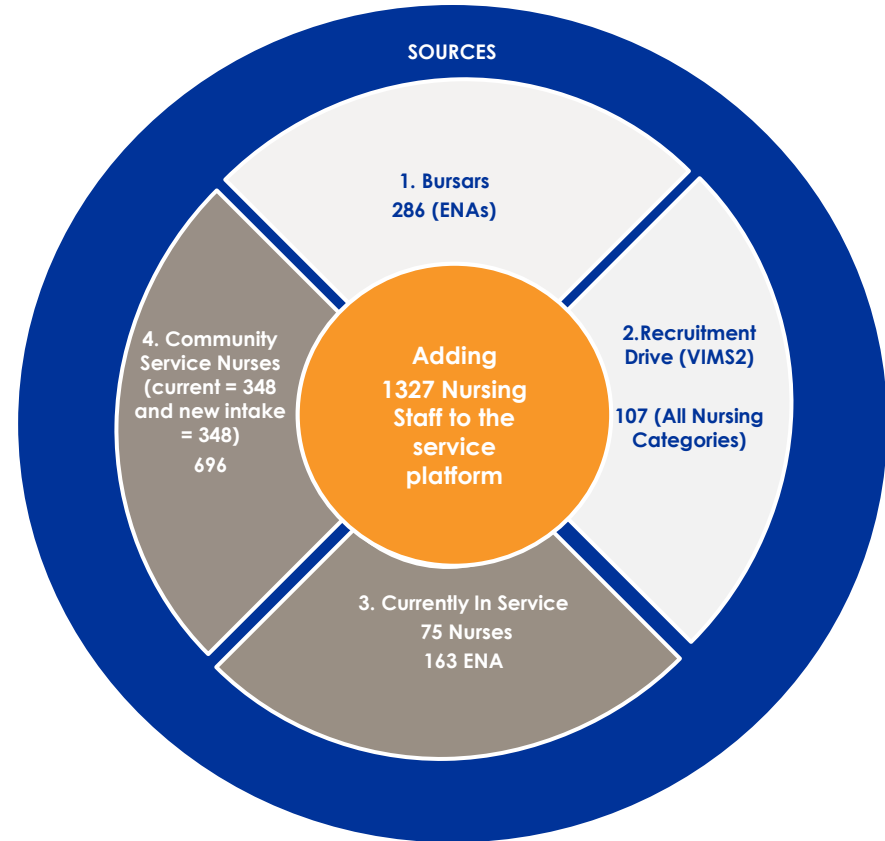 SOURCES
1. Bursars
286 (ENAs)
2.Recruitment
Drive (VIMS2)
107 (All Nursing
Categories)
3. Currently In Service
75 Nurses
163 ENA
4. Community
Service Nurses
(current = 348
and new intake
= 348)
696
Adding
1327 Nursing
Staff to the
service
platform